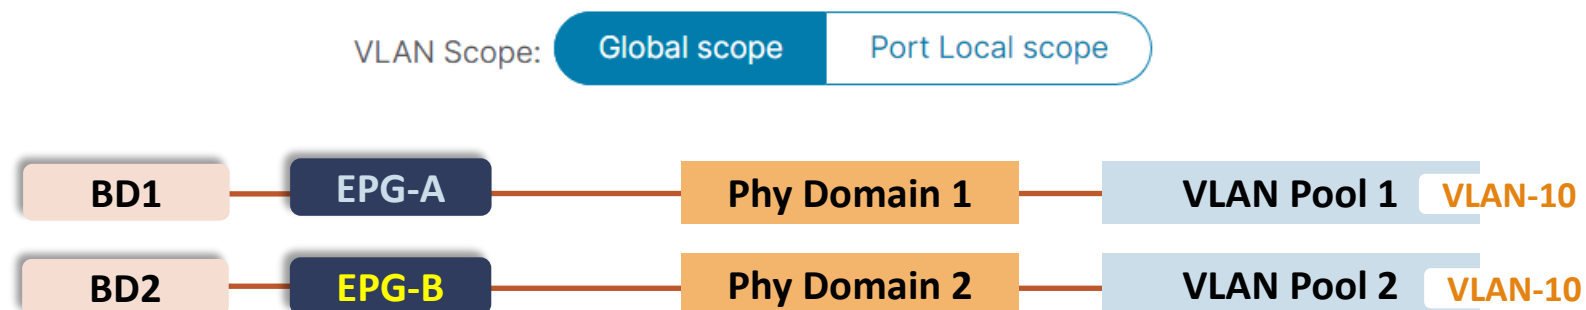 VLAN Scope: Global scope Port Local scope
BD1 EPG-A Phy Domain 1 VLAN Pool 1 VLAN-10
BD2 EPG-B Phy Domain 2 VLAN Pool 2 VLAN-10